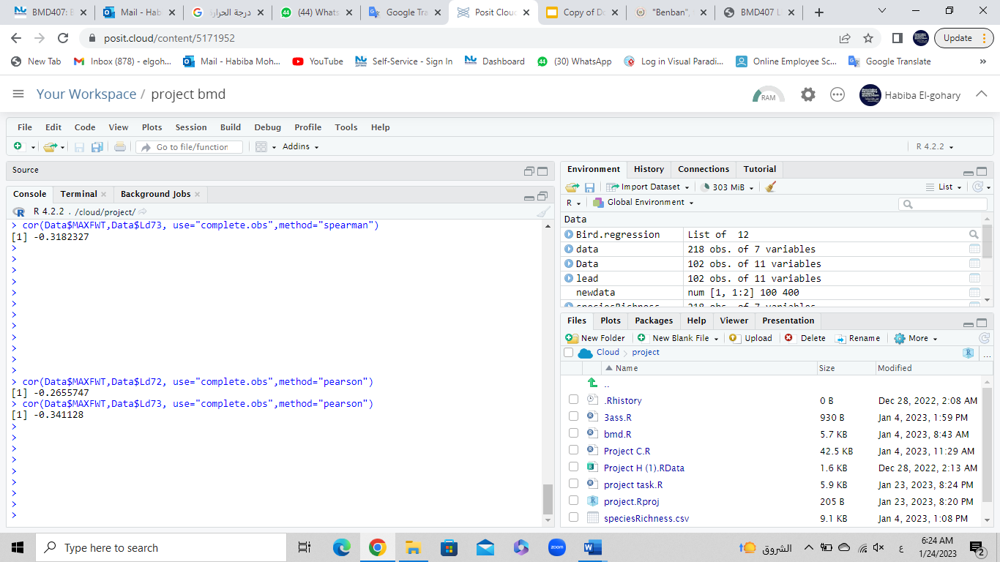 BMD407: E
Mail - Hab
درجة الحرارة
(44) Whats
Google Tra
Posit Clou
Copy of De
"Benban",
BMD407 L
posit.cloud/content/5171952
Update
New Tab
Inbox (878) - elgoh...
Mail - Habiba Moh...
YouTube
Self-Service - Sign In
Dashboard
(30) WhatsApp
Log in Visual Paradi...
Online Employee Sc...
Google Translate
»
Your Workspace / project bmd
RAM
Habiba El-gohary
File Edit Code View Plots Session Build Debug Profile Tools Help
Go to file/function
Addins
R 4.2.2
Source
Console Terminal Background Jobs
R 4.2.2 . /cloud/project/
> cor(Data$MAXFWT,Data$Ld73, use="complete.obs",method="spearman")
[1] -0.3182327
>
>
>
>
>
>
>
>
>
>
>
>
> cor(Data$MAXFWT,Data$Ld72, use="complete.obs",method="pearson")
[1] -0.2655747
> cor(Data$MAXFWT,Data$Ld73, use="complete.obs",method="pearson")
[1] -0.341128
>
>
>
>
>
>
>
>
>
Environment History Connections Tutorial
Import Dataset
303 MiB
List
R
Global Environment
Data
Bird.regression List of 12
data 218 obs. of 7 variables
Data 102 obs. of 11 variables
lead 102 obs. of 11 variables
newdata num [1, 1:2] 100 400
speciesRichness 218 obs. of 7 variables
Files Plots Packages Help Viewer Presentation
New Folder New Blank File Upload Delete Rename More
Cloud project
...
Name Size Modified
..
.Rhistory 0 B Dec 28, 2022, 2:08 AM
3ass.R 930 B Jan 4, 2023, 1:59 PM
bmd.R 5.7 KB Jan 4, 2023, 8:43 AM
Project C.R 42.5 KB Jan 4, 2023, 11:29 AM
Project H (1).RData 1.6 KB Dec 28, 2022, 2:13 AM
project task.R 5.9 KB Jan 23, 2023, 8:24 PM
project.Rproj 205 B Jan 23, 2023, 8:20 PM
speciesRichness.csv 9.1 KB Jan 4, 2023, 1:08 PM
Type here to search
zoom
الشروق
ع
6:24 AM
1/24/2023
2